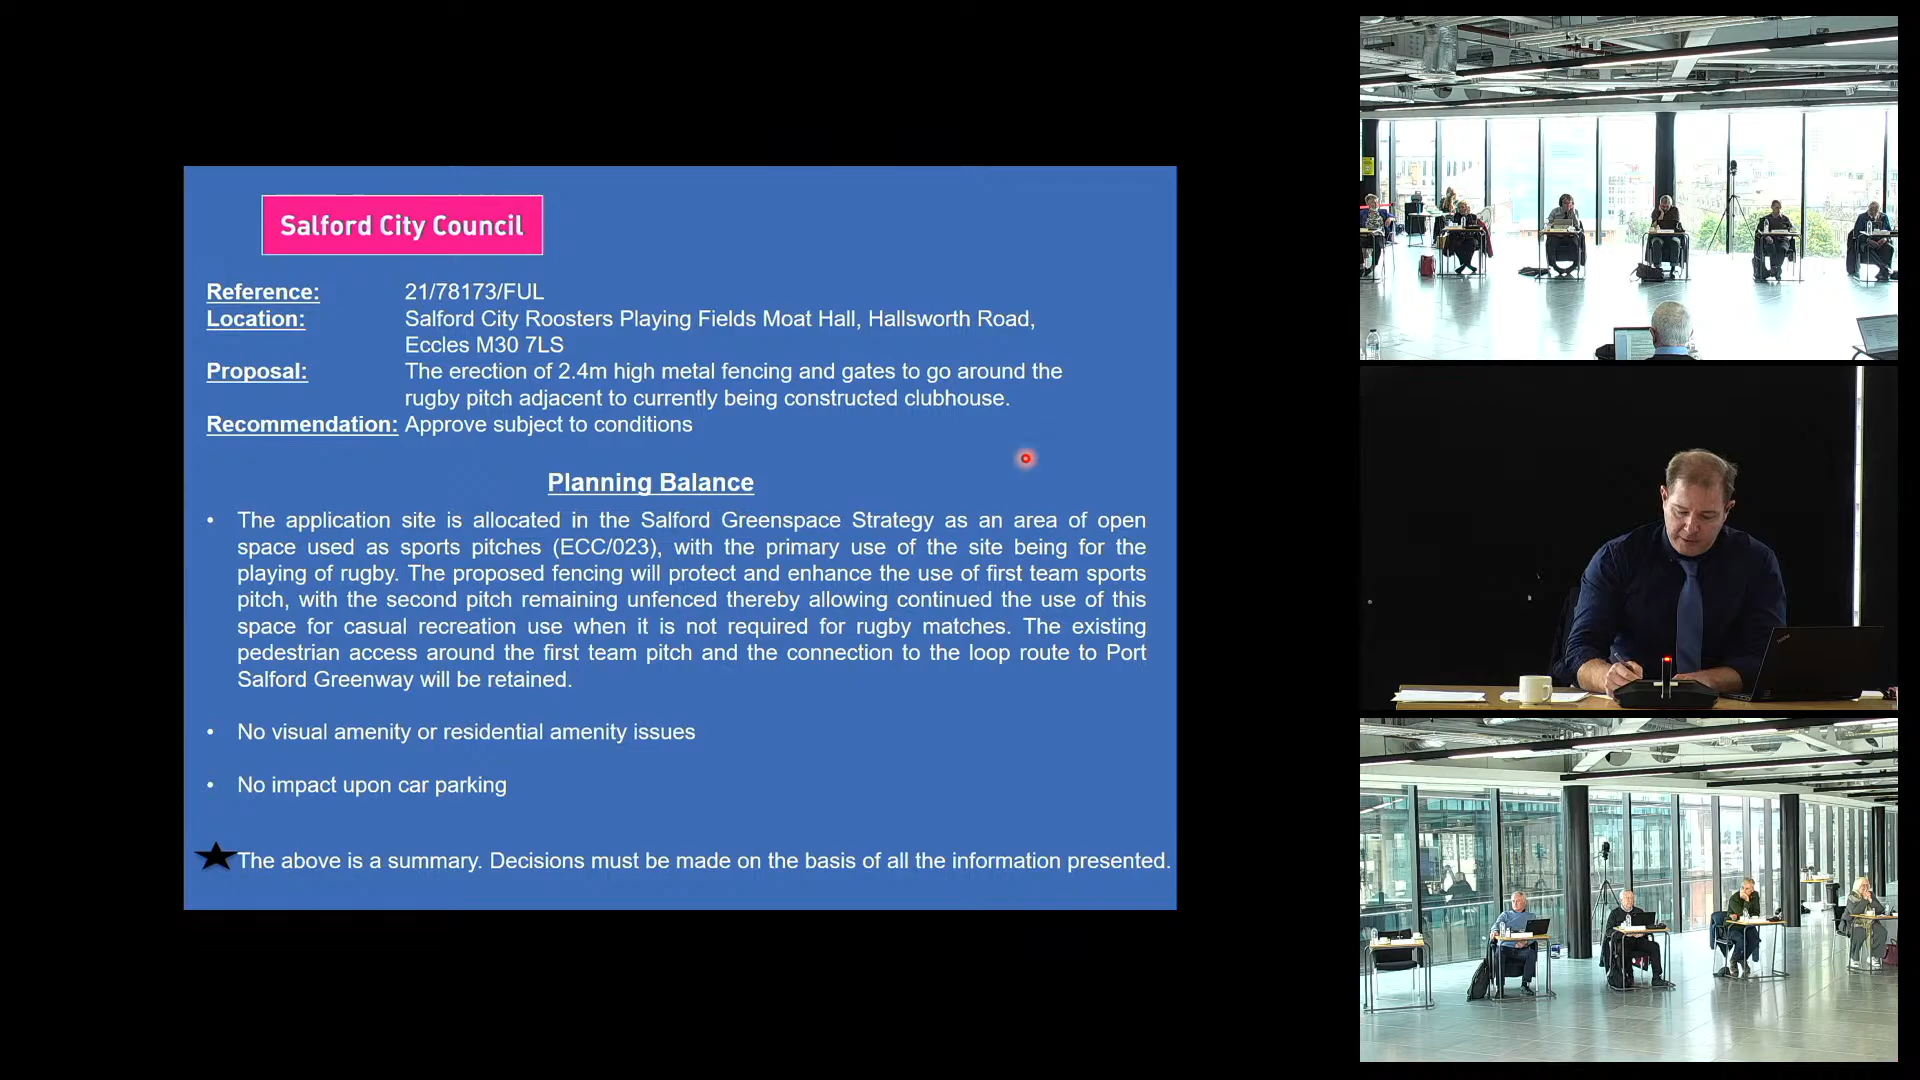 Salford City Council
Reference: 21/78173/FUL
Location: Salford City Roosters Playing Fields Moat Hall, Hallsworth Road,
Eccles M30 7LS
Proposal: The erection of 2.4m high metal fencing and gates to go around the
rugby pitch adjacent to currently being constructed clubhouse.
Recommendation: Approve subject to conditions
Planning Balance
• The application site is allocated in the Salford Greenspace Strategy as an area of open
space used as sports pitches (ECC/023), with the primary use of the site being for the
playing of rugby. The proposed fencing will protect and enhance the use of first team sports
pitch, with the second pitch remaining unfenced thereby allowing continued the use of this
space for casual recreation use when it is not required for rugby matches. The existing
pedestrian access around the first team pitch and the connection to the loop route to Port
Salford Greenway will be retained.
• No visual amenity or residential amenity issues
• No impact upon car parking
The above is a summary. Decisions must be made on the basis of all the information presented.